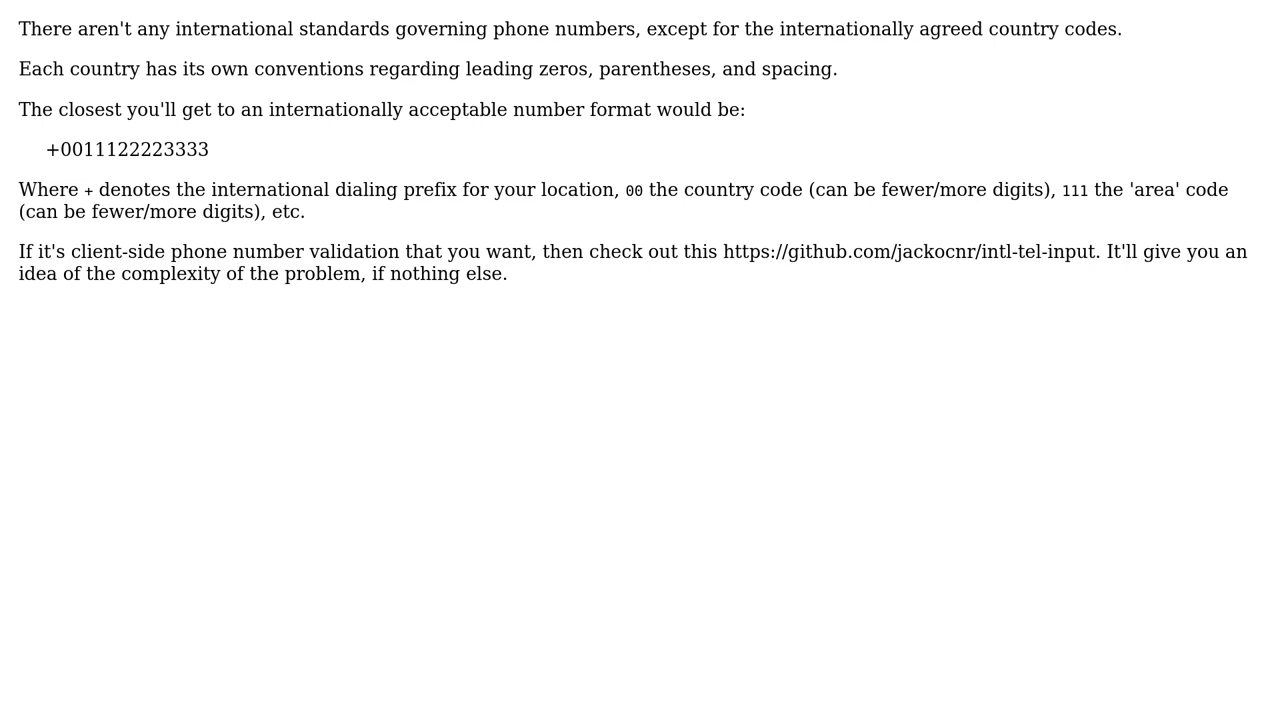 There aren't any international standards governing phone numbers, except for the internationally agreed country codes.
Each country has its own conventions regarding leading zeros, parentheses, and spacing.
The closest you'll get to an internationally acceptable number format would be:
+0011122223333
Where + denotes the international dialing prefix for your location, 00 the country code (can be fewer/more digits), 111 the 'area' code
(can be fewer/more digits), etc.
If it's client-side phone number validation that you want, then check out this https://github.com/jackocnr/intl-tel-input. It'll give you an
idea of the complexity of the problem, if nothing else.